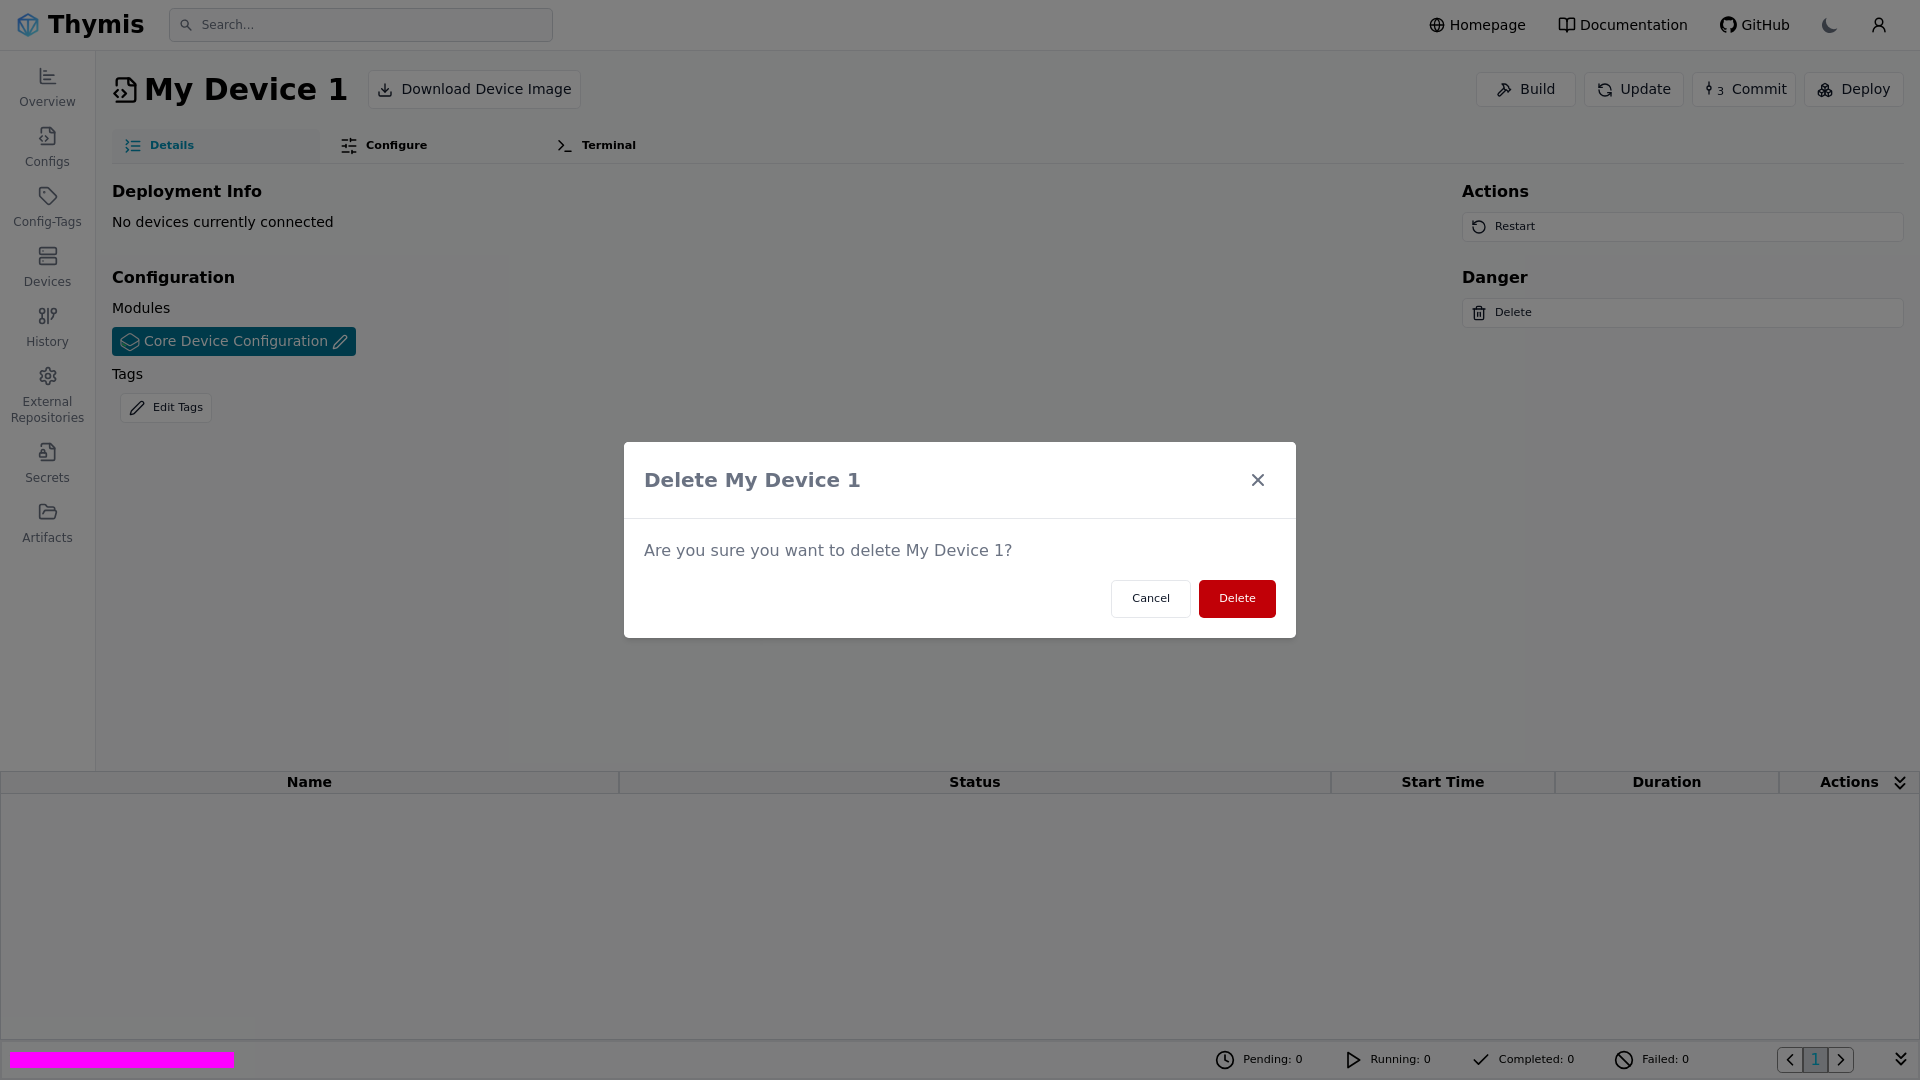 Thymis
Search...
Homepage
Documentation
GitHub
Overview
Configs
Config-Tags
Devices
History
External
Repositories
Secrets
Artifacts
My Device 1
Download Device Image
Build
Update
3 Commit
Deploy
Details
Configure
Terminal
Deployment Info
No devices currently connected
Configuration
Modules
Core Device Configuration
Tags
Edit Tags
Actions
Restart
Danger
Delete
Delete My Device 1
Are you sure you want to delete My Device 1?
Cancel
Delete
Name
Status
Start Time
Duration
Actions
Pending: 0
Running: 0
Completed: 0
Failed: 0
1